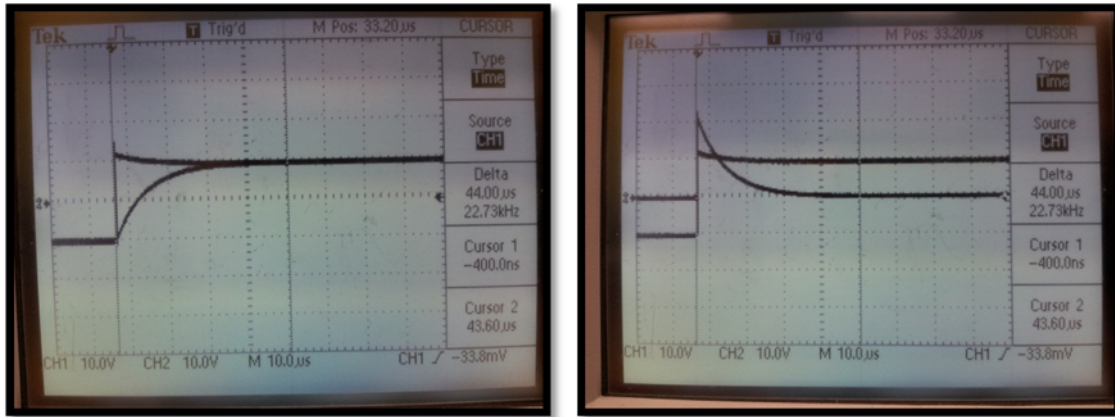 Tek T Trig'd M Pos: 33.20us CURSOR
Type
Time
Source
CH1
Delta
44.00us
22.73kHz
Cursor 1
-400.0ns
Cursor 2
43.60us
2
CH1 10.0V CH2 10.0V M 10.0us CH1 -33.8mV
Tek T Trig'd M Pos: 33.20us CURSOR
Type
Time
Source
CH1
Delta
44.00us
22.73kHz
Cursor 1
-400.0ns
Cursor 2
43.60us
2
CH1 10.0V CH2 10.0V M 10.0us CH1 -33.8mV